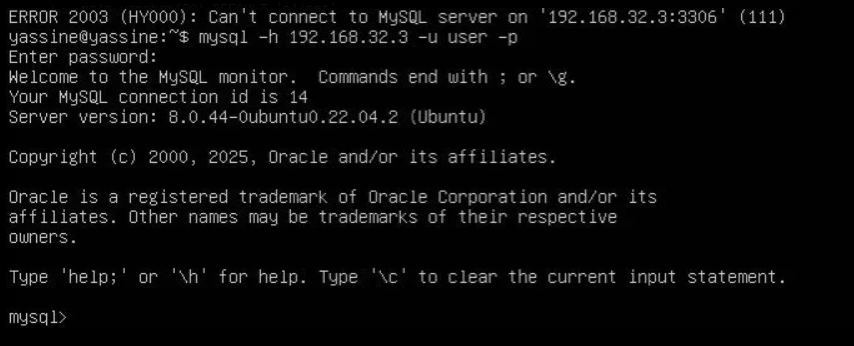 ERROR 2003 (HY000): Can't connect to MySQL server on '192.168.32.3:3306' (111)
yassine@yassine:~$ mysql -h 192.168.32.3 -u user -p
Enter password:
Welcome to the MySQL monitor.  Commands end with ; or \g.
Your MySQL connection id is 14
Server version: 8.0.44-0ubuntu0.22.04.2 (Ubuntu)
Copyright (c) 2000, 2025, Oracle and/or its affiliates.
Oracle is a registered trademark of Oracle Corporation and/or its
affiliates. Other names may be trademarks of their respective
owners.
Type 'help;' or '\h' for help. Type '\c' to clear the current input statement.
mysql>